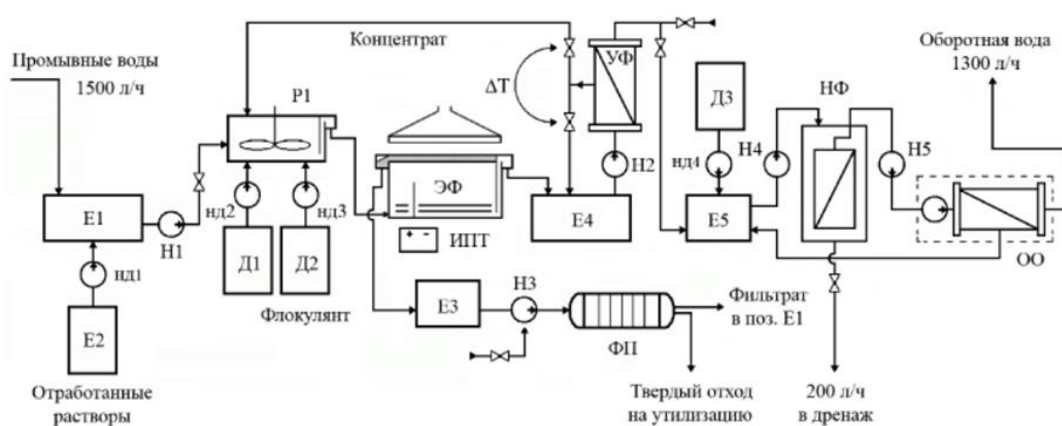 Концентрат
Промывные воды
1500 л/ч
Р1
ΔT
УФ
Д3
НФ
Оборотная вода
1300 л/ч
Н2
нд4
Н4
Н5
Е1
Н1
нд2
нд3
ЭФ
Е4
Е5
ОО
нд1
Д1
Д2
+ -
ИПТ
Флокулянт
Е2
Е3
Н3
ФП
Фильтрат
в поз. Е1
Отработанные
растворы
Твердый отход
на утилизацию
200 л/ч
в дренаж